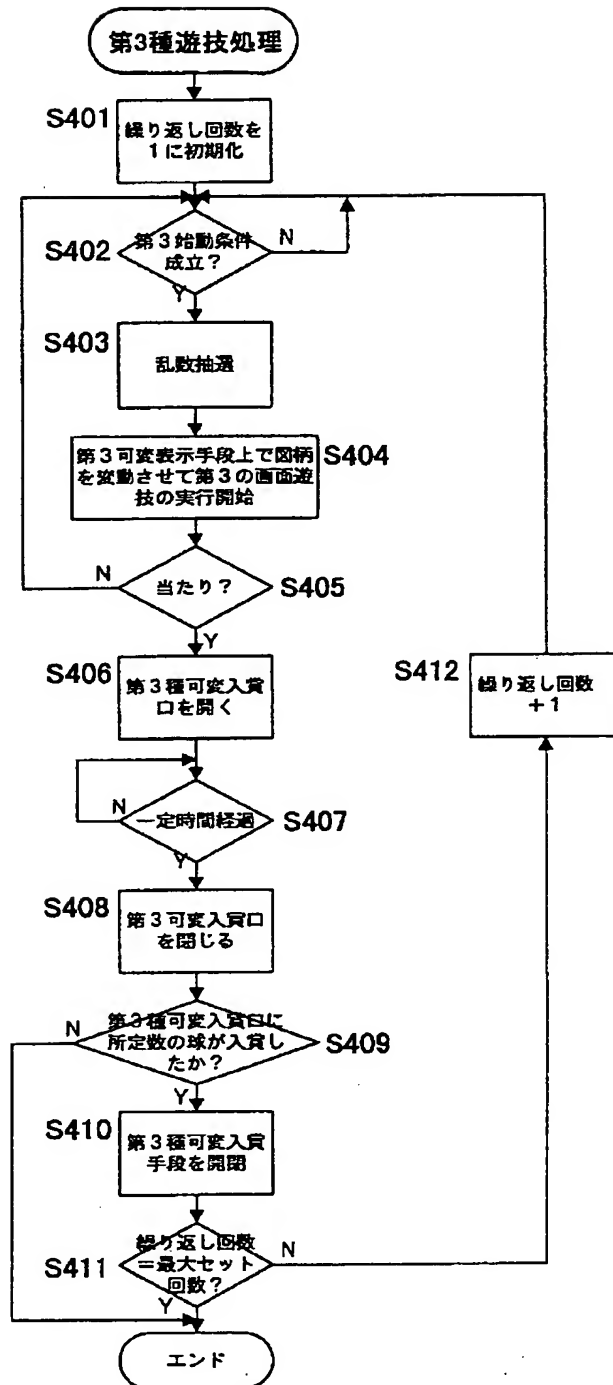 第3種遊技処理
S401
繰り返し回数を
1に初期化
S402
第3始動条件
成立?
N
Y
S403
乱数抽選
第3可変表示手段上で図柄
を変動させて第3の画面遊
技の実行開始
S404
N
当たり?
S405
Y
S406
第3種可変入賞
口を開く
S412
繰り返し回数
+1
N
一定時間経過
S407
Y
S408
第3可変入賞口
を閉じる
N
第3種可変入賞口に
所定数の球が入賞し
たか?
S409
Y
S410
第3種可変入賞
手段を開閉
S411
繰り返し回数
=最大セット
回数?
N
Y
エンド